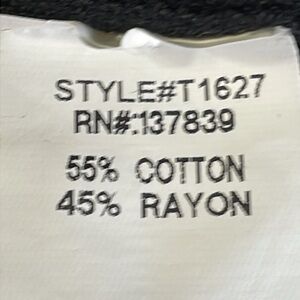 STYLE#T1627
RN#:137839
55% COTTON
45% RAYON